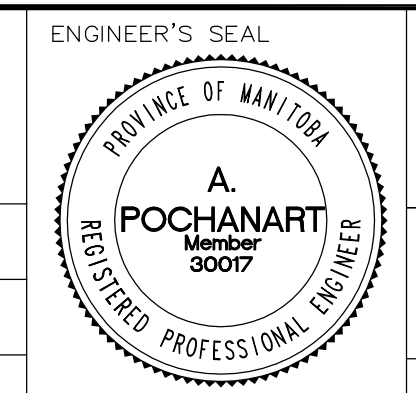 ENGINEER'S SEAL
PROVINCE OF MANITOBA
A.
POCHANART
Member
30017
REGISTERED PROFESSIONAL ENGINEER